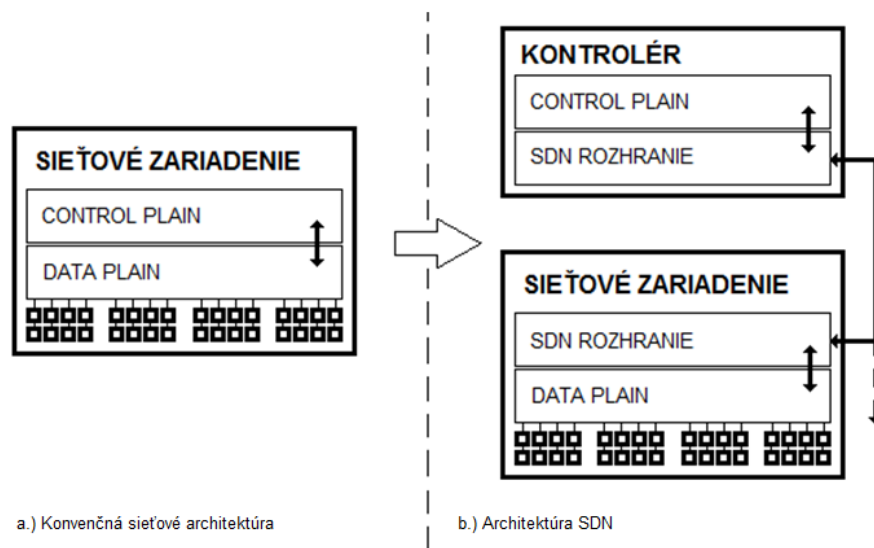 SIEŤOVÉ ZARIADENIE
CONTROL PLAIN
DATA PLAIN
a.) Konvenčná sieťové architektúra
KONTROLÉR
CONTROL PLAIN
SDN ROZHRANIE
SIEŤOVÉ ZARIADENIE
SDN ROZHRANIE
DATA PLAIN
b.) Architektúra SDN